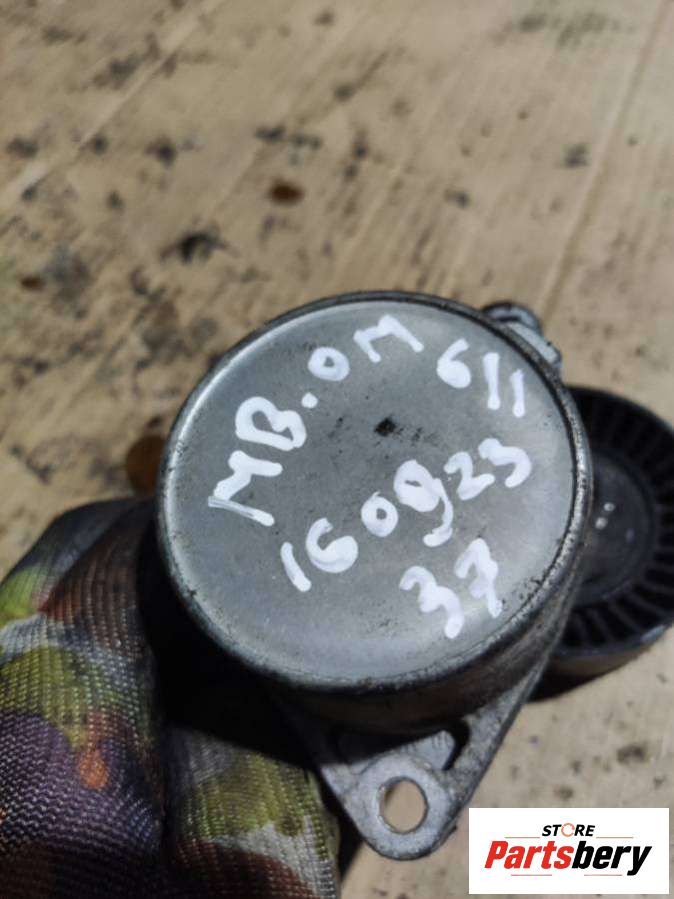 MB.OM 611
160923
37
STORE
Partsbery